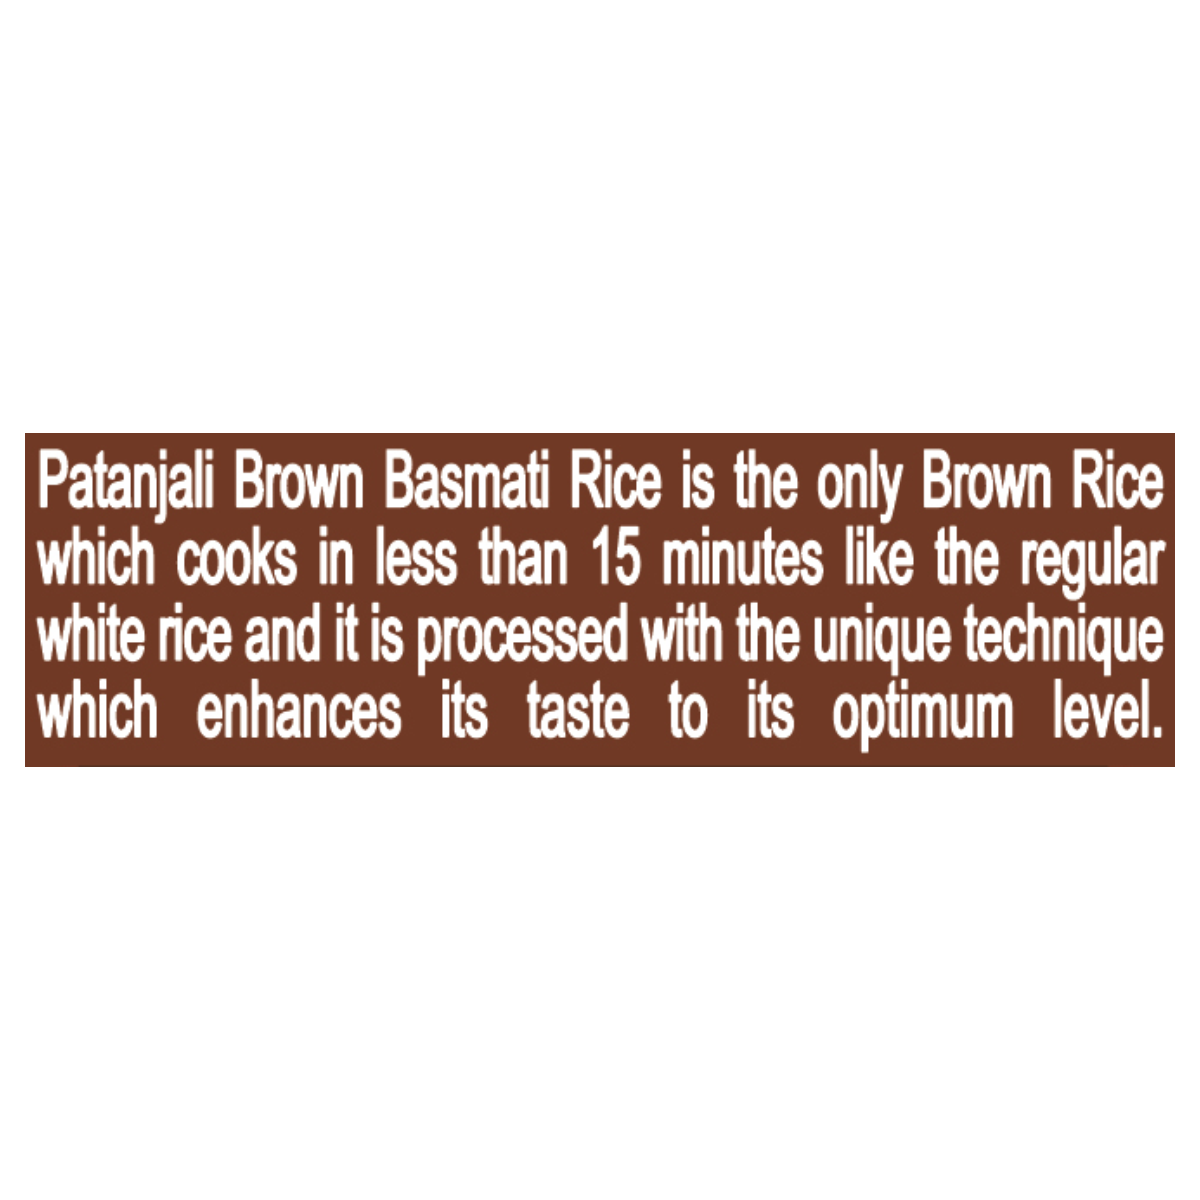 Patanjali Brown Basmati Rice is the only Brown Rice
which cooks in less than 15 minutes like the regular
white rice and it is processed with the unique technique
which enhances its taste to its optimum level.